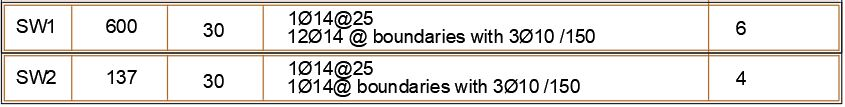 SW1 600 30 1Ø14@25 6
12Ø14 @ boundaries with 3Ø10 /150
SW2 137 30 1Ø14@25 4
1Ø14@ boundaries with 3Ø10 /150